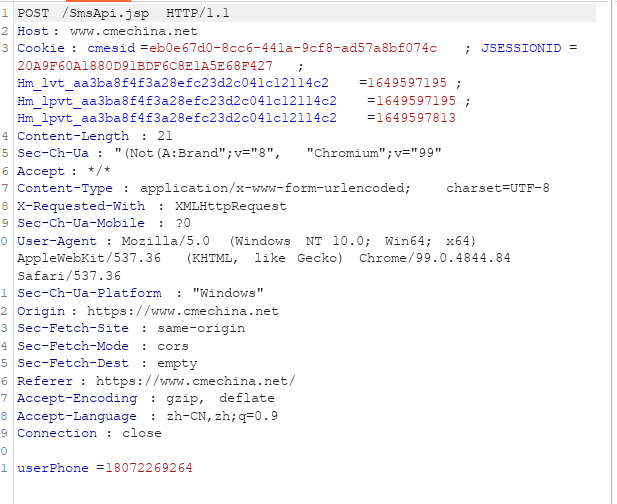 1 POST /SmsApi.jsp HTTP/1.1
2 Host : www.cmechina.net
3 Cookie : cmesid =eb0e67d0-8cc6-441a-9cf8-ad57a8bf074c ; JSESSIONID =
20A9F60A1880D91BDF6C8E1A5E68F427 ;
Hm_lvt_aa3ba8f4f3a28efc23d2c041c12114c2 =1649597195 ;
Hm_lpvt_aa3ba8f4f3a28efc23d2c041c12114c2 =1649597195 ;
Hm_lpvt_aa3ba8f4f3a28efc23d2c041c12114c2 =1649597813
4 Content-Length : 21
5 Sec-Ch-Ua : "(Not(A:Brand";v="8", "Chromium";v="99"
6 Accept : */*
7 Content-Type : application/x-www-form-urlencoded; charset=UTF-8
8 X-Requested-With : XMLHttpRequest
9 Sec-Ch-Ua-Mobile : ?0
0 User-Agent : Mozilla/5.0 (Windows NT 10.0; Win64; x64)
AppleWebKit/537.36 (KHTML, like Gecko) Chrome/99.0.4844.84
Safari/537.36
1 Sec-Ch-Ua-Platform : "Windows"
2 Origin : https://www.cmechina.net
3 Sec-Fetch-Site : same-origin
4 Sec-Fetch-Mode : cors
5 Sec-Fetch-Dest : empty
6 Referer : https://www.cmechina.net/
7 Accept-Encoding : gzip, deflate
8 Accept-Language : zh-CN,zh;q=0.9
9 Connection : close
0
1 userPhone =18072269264